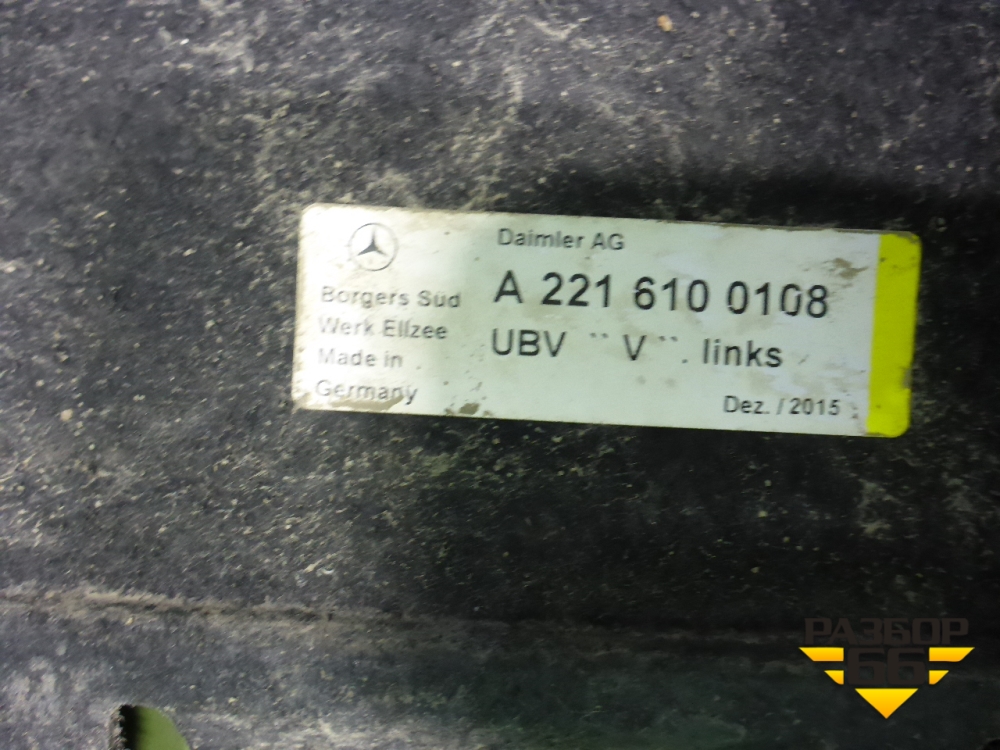 Daimler AG
A 221 610 0108
UBV `` V ``. links
Borgers Süd
Werk Ellzee
Made in
Germany
Dez. / 2015
РАЗБОР
66